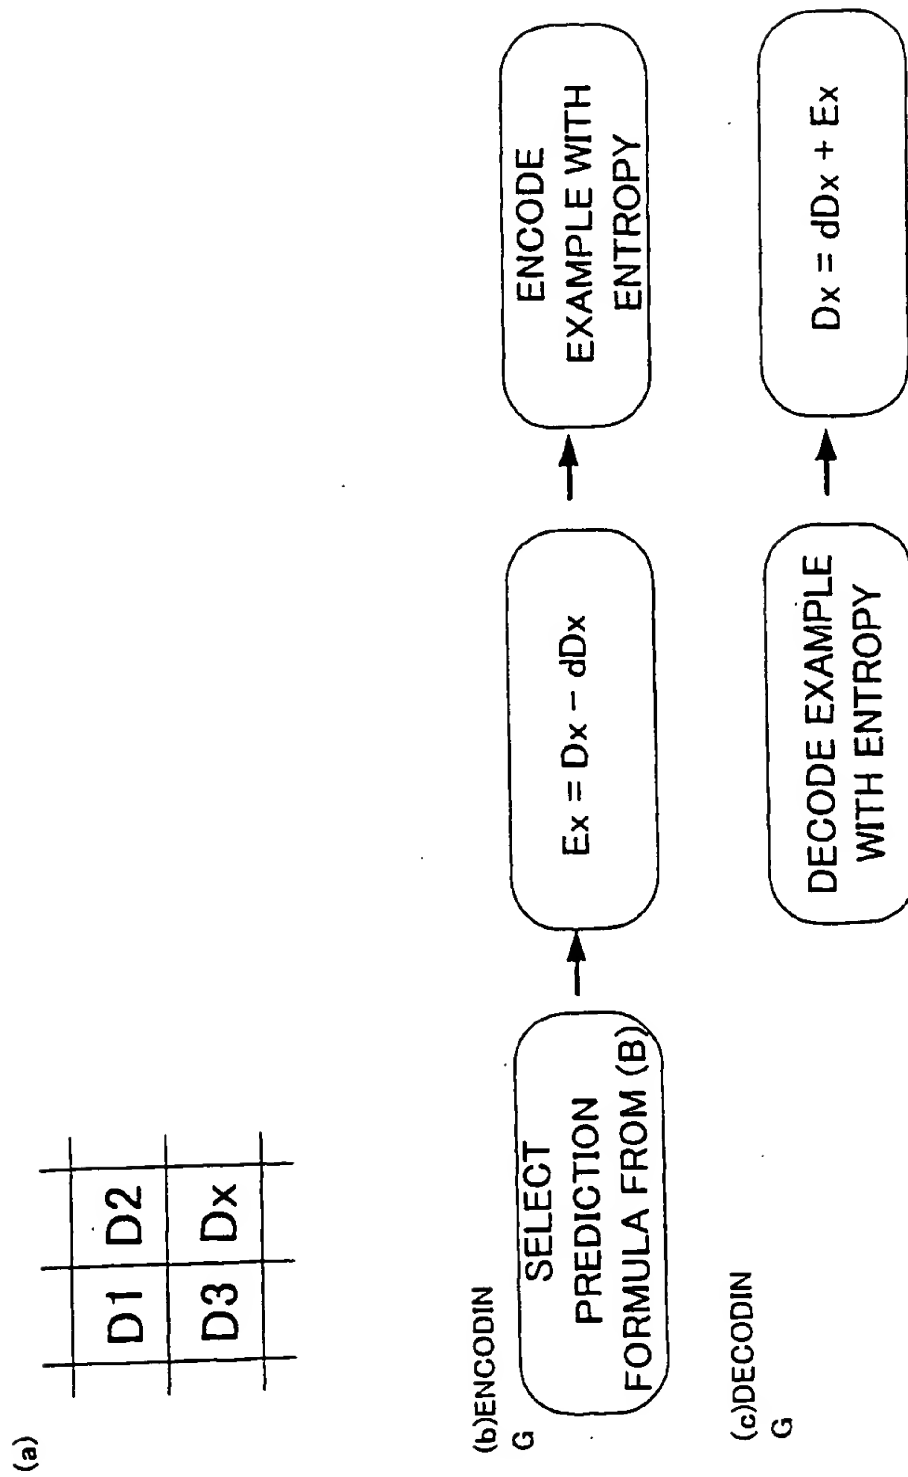 (a)
D1 D2
D3 Dx
(b)ENCODIN
G
SELECT
PREDICTION
FORMULA FROM (B)
Ex = Dx − dDx
ENCODE
EXAMPLE WITH
ENTROPY
(c)DECODIN
G
DECODE EXAMPLE
WITH ENTROPY
Dx = dDx + Ex